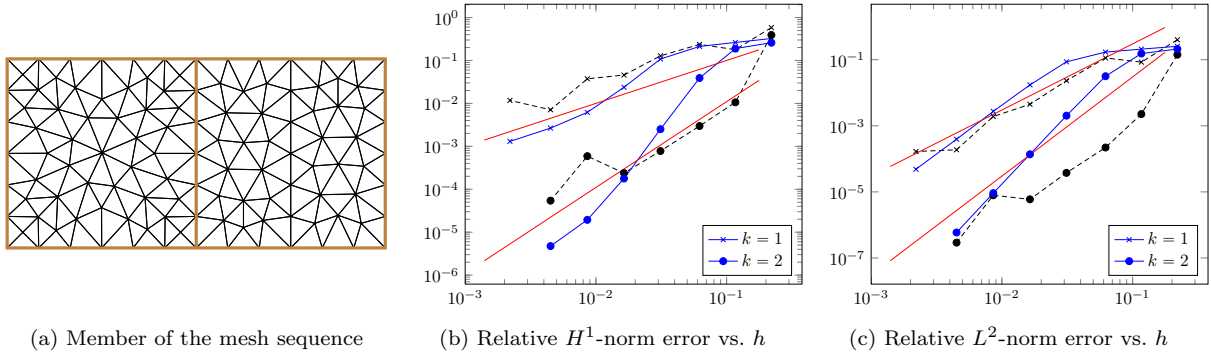 10^0
10^{-1}
10^{-2}
10^{-3}
10^{-4}
10^{-5}
10^{-6}
10^{-3}
10^{-2}
10^{-1}
k = 1
k = 2
10^{-1}
10^{-3}
10^{-5}
10^{-7}
10^{-3}
10^{-2}
10^{-1}
k = 1
k = 2
(a) Member of the mesh sequence
(b) Relative H^1-norm error vs. h
(c) Relative L^2-norm error vs. h